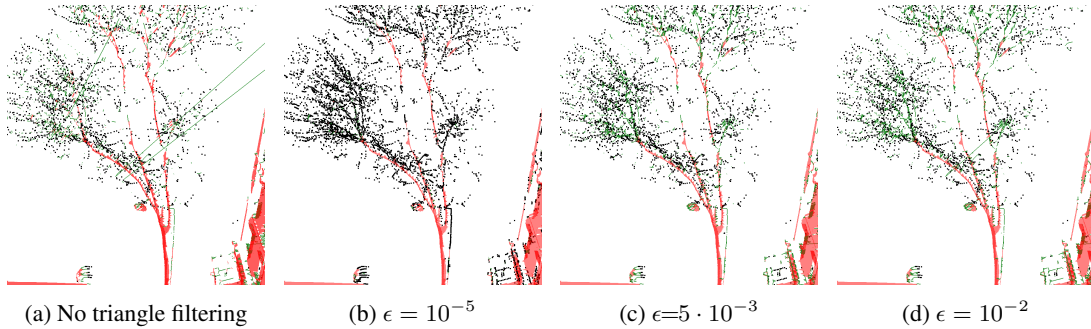 (a) No triangle filtering
(b) ϵ = 10⁻⁵
(c) ϵ=5 · 10⁻³
(d) ϵ = 10⁻²